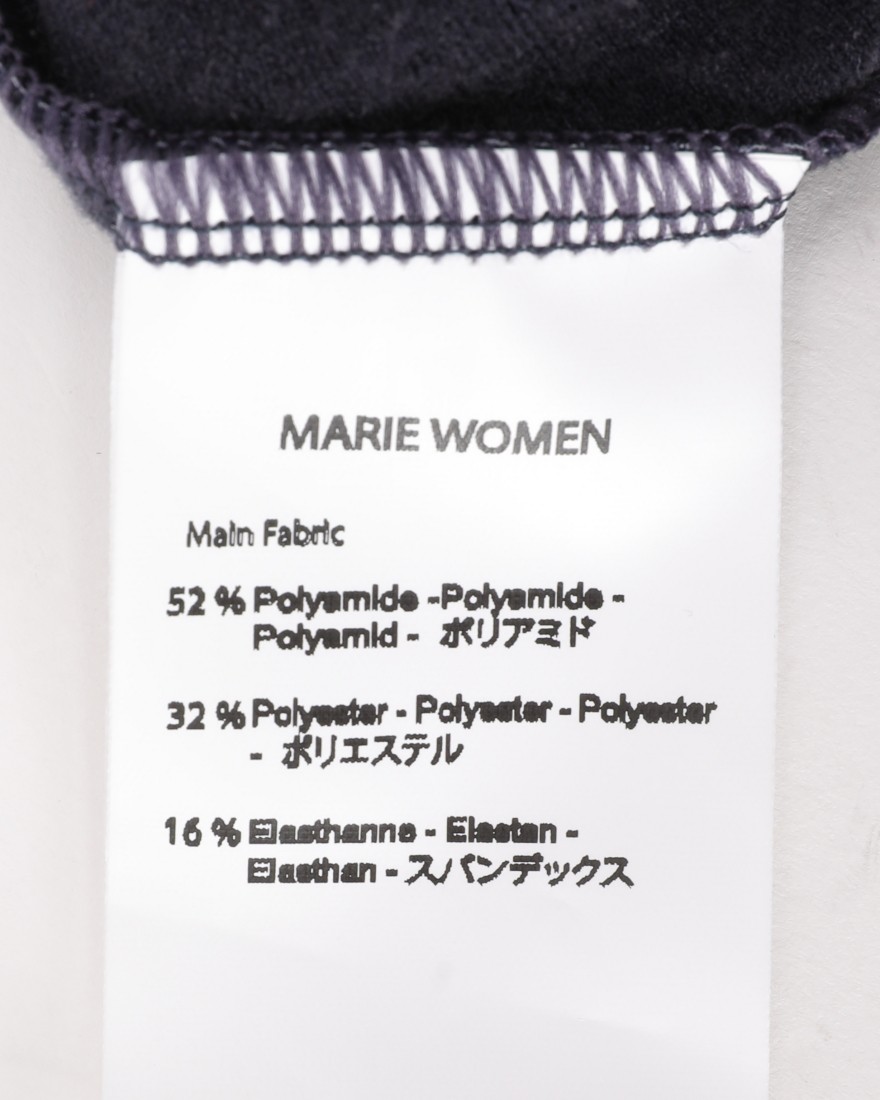 MARIE WOMEN
Main Fabric
52 % Polyamide -Polyamide -
Polyamid - ポリアミド
32 % Polyester - Polyester - Polyester
- ポリエステル
16 % Elasthanne - Elastan -
Elasthan - スパンデックス